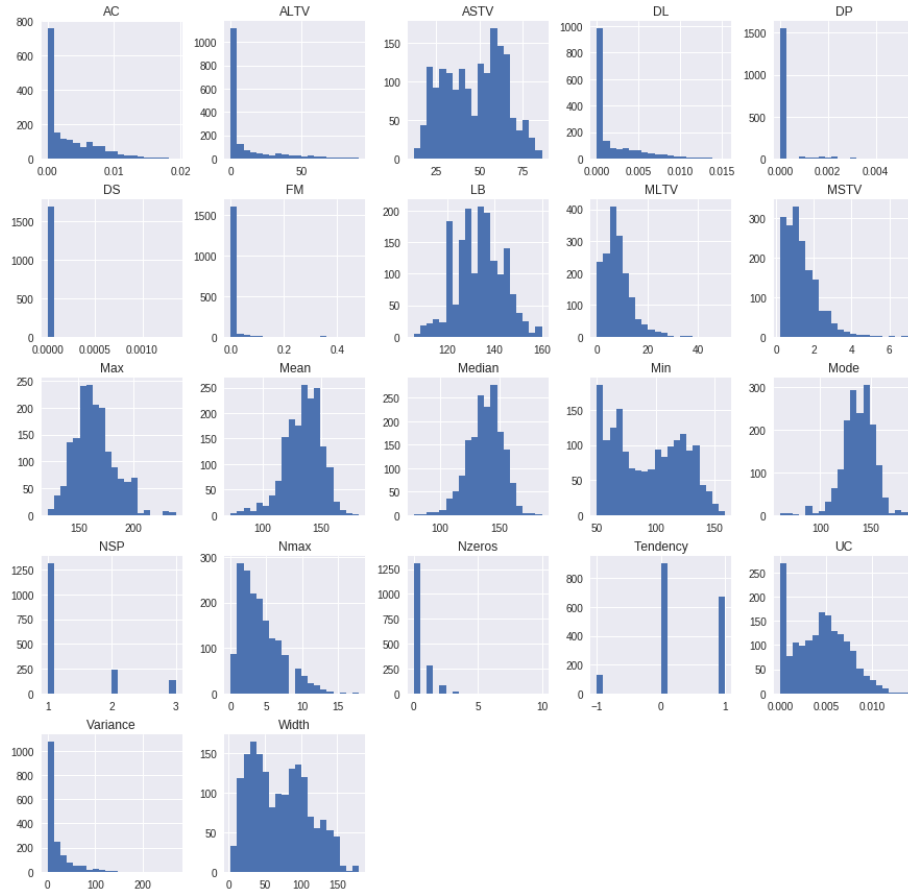 AC ALTV ASTV DL DP
800 600 400 200 0 0.00 0.01 0.02
1000 800 600 400 200 0 0 50
150 100 50 0 25 50 75
1000 800 600 400 200 0 0.000 0.005 0.010 0.015
1500 1000 500 0 0.000 0.002 0.004
DS FM LB MLTV MSTV
1500 1000 500 0 0.0000 0.0005 0.0010
1500 1000 500 0 0.0 0.2 0.4
200 150 100 50 0 120 140 160
400 300 200 100 0 0 20 40
300 200 100 0 0 2 4 6
Max Mean Median Min Mode
250 200 150 100 50 0 150 200
250 200 150 100 50 0 100 150
250 200 150 100 50 0 100 150
150 100 50 0 50 100 150
300 200 100 0 100 150
NSP Nmax Nzeros Tendency UC
1250 1000 750 500 250 0 1 2 3
300 200 100 0 0 5 10 15
1250 1000 750 500 250 0 0 5 10
800 600 400 200 0 −1 0 1
250 200 150 100 50 0 0.000 0.005 0.010
Variance Width
1000 800 600 400 200 0 0 100 200
150 100 50 0 0 50 100 150